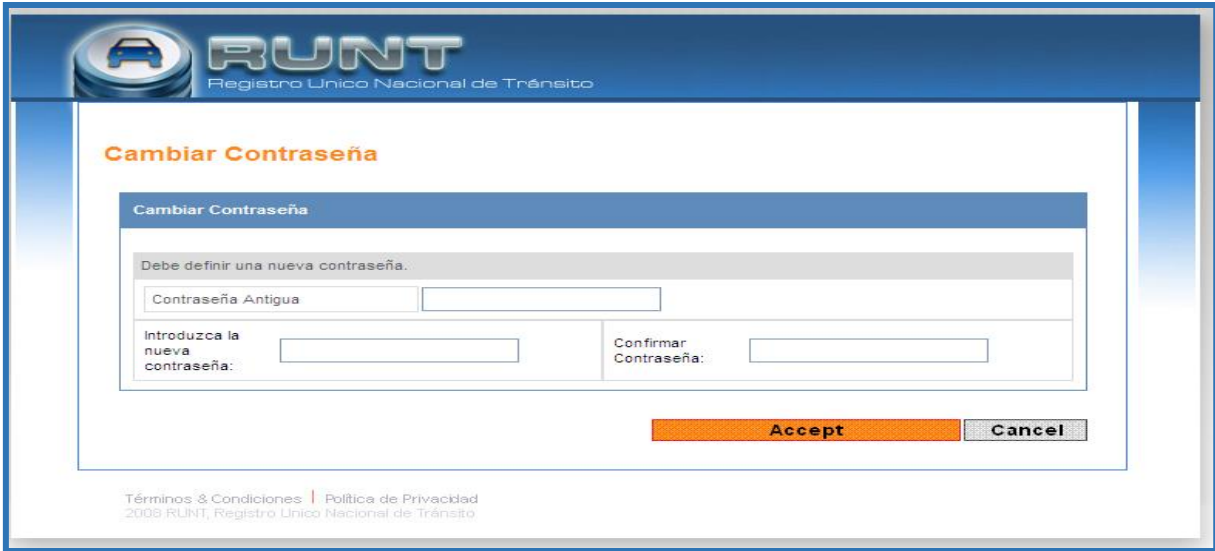 RUNT
Registro Unico Nacional de Tránsito
Cambiar Contraseña
Cambiar Contraseña
Debe definir una nueva contraseña.
Contraseña Antigua
Introduzca la
nueva
contraseña:
Confirmar
Contraseña:
Accept
Cancel
Términos & Condiciones | Política de Privacidad
2008 RUNT, Registro Unico Nacional de Tránsito